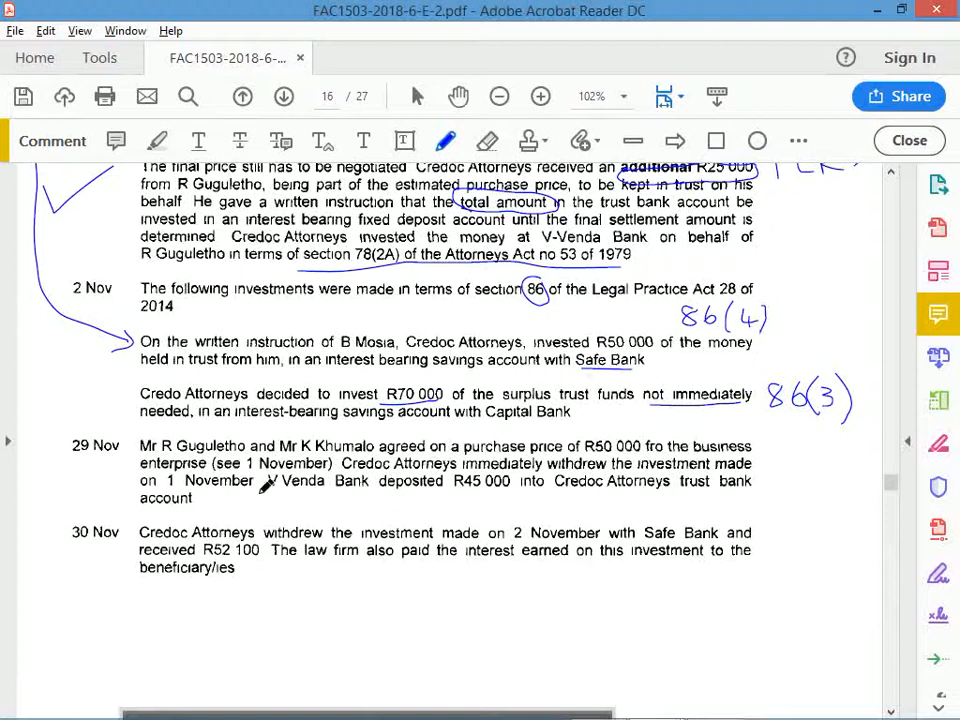 FAC1503-2018-6-E-2.pdf - Adobe Acrobat Reader DC
File Edit View Window Help
Home Tools FAC1503-2018-6-... × Sign In
16 / 27 102% Share
Comment Close
The final price still has to be negotiated Credoc Attorneys received an additional R25 000
from R Guguletho, being part of the estimated purchase price, to be kept in trust on his
behalf He gave a written instruction that the total amount in the trust bank account be
invested in an interest bearing fixed deposit account until the final settlement amount is
determined Credoc Attorneys invested the money at V-Venda Bank on behalf of
R Guguletho in terms of section 78(2A) of the Attorneys Act no 53 of 1979
2 Nov The following investments were made in terms of section 86 of the Legal Practice Act 28 of
2014
86(4)
On the written instruction of B Mosia, Credoc Attorneys, invested R50 000 of the money
held in trust from him, in an interest bearing savings account with Safe Bank
Credo Attorneys decided to invest R70 000 of the surplus trust funds not immediately
86(3)
needed, in an interest-bearing savings account with Capital Bank
29 Nov Mr R Guguletho and Mr K Khumalo agreed on a purchase price of R50 000 fro the business
enterprise (see 1 November) Credoc Attorneys immediately withdrew the investment made
on 1 November V Venda Bank deposited R45 000 into Credoc Attorneys trust bank
account
30 Nov Credoc Attorneys withdrew the investment made on 2 November with Safe Bank and
received R52 100 The law firm also paid the interest earned on this investment to the
beneficiary/ies